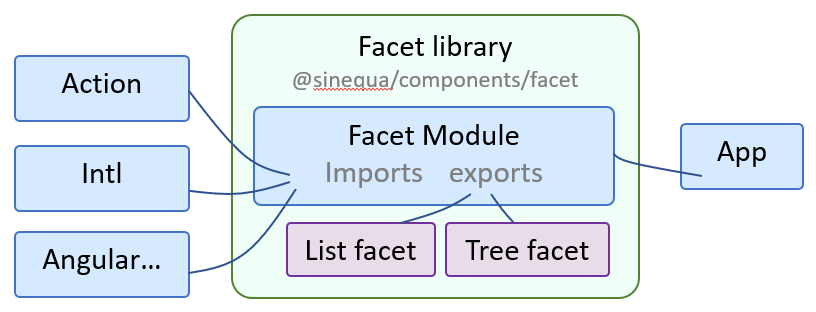 Facet library
@sinequa/components/facet
Action
Facet Module
Imports exports
Intl
App
Angular...
List facet
Tree facet